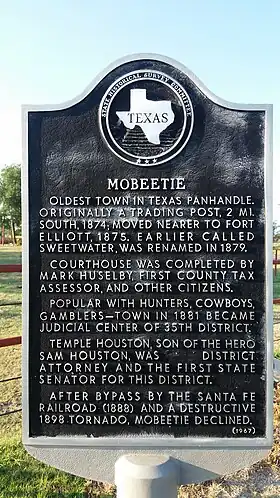 STATE HISTORICAL SURVEY COMMITTEE
TEXAS
MOBEETIE
OLDEST TOWN IN TEXAS PANHANDLE.
ORIGINALLY A TRADING POST, 2 MI.
SOUTH, 1874; MOVED NEARER TO FORT
ELLIOTT, 1875. EARLIER CALLED
SWEETWATER, WAS RENAMED IN 1879.
COURTHOUSE WAS COMPLETED BY
MARK HUSELBY, FIRST COUNTY TAX
ASSESSOR, AND OTHER CITIZENS.
POPULAR WITH HUNTERS, COWBOYS,
GAMBLERS—TOWN IN 1881 BECAME
JUDICIAL CENTER OF 35TH DISTRICT.
TEMPLE HOUSTON, SON OF THE HERO
SAM HOUSTON, WAS DISTRICT
ATTORNEY AND THE FIRST STATE
SENATOR FOR THIS DISTRICT.
AFTER BYPASS BY THE SANTA FE
RAILROAD (1888) AND A DESTRUCTIVE
1898 TORNADO, MOBEETIE DECLINED.
(1967)